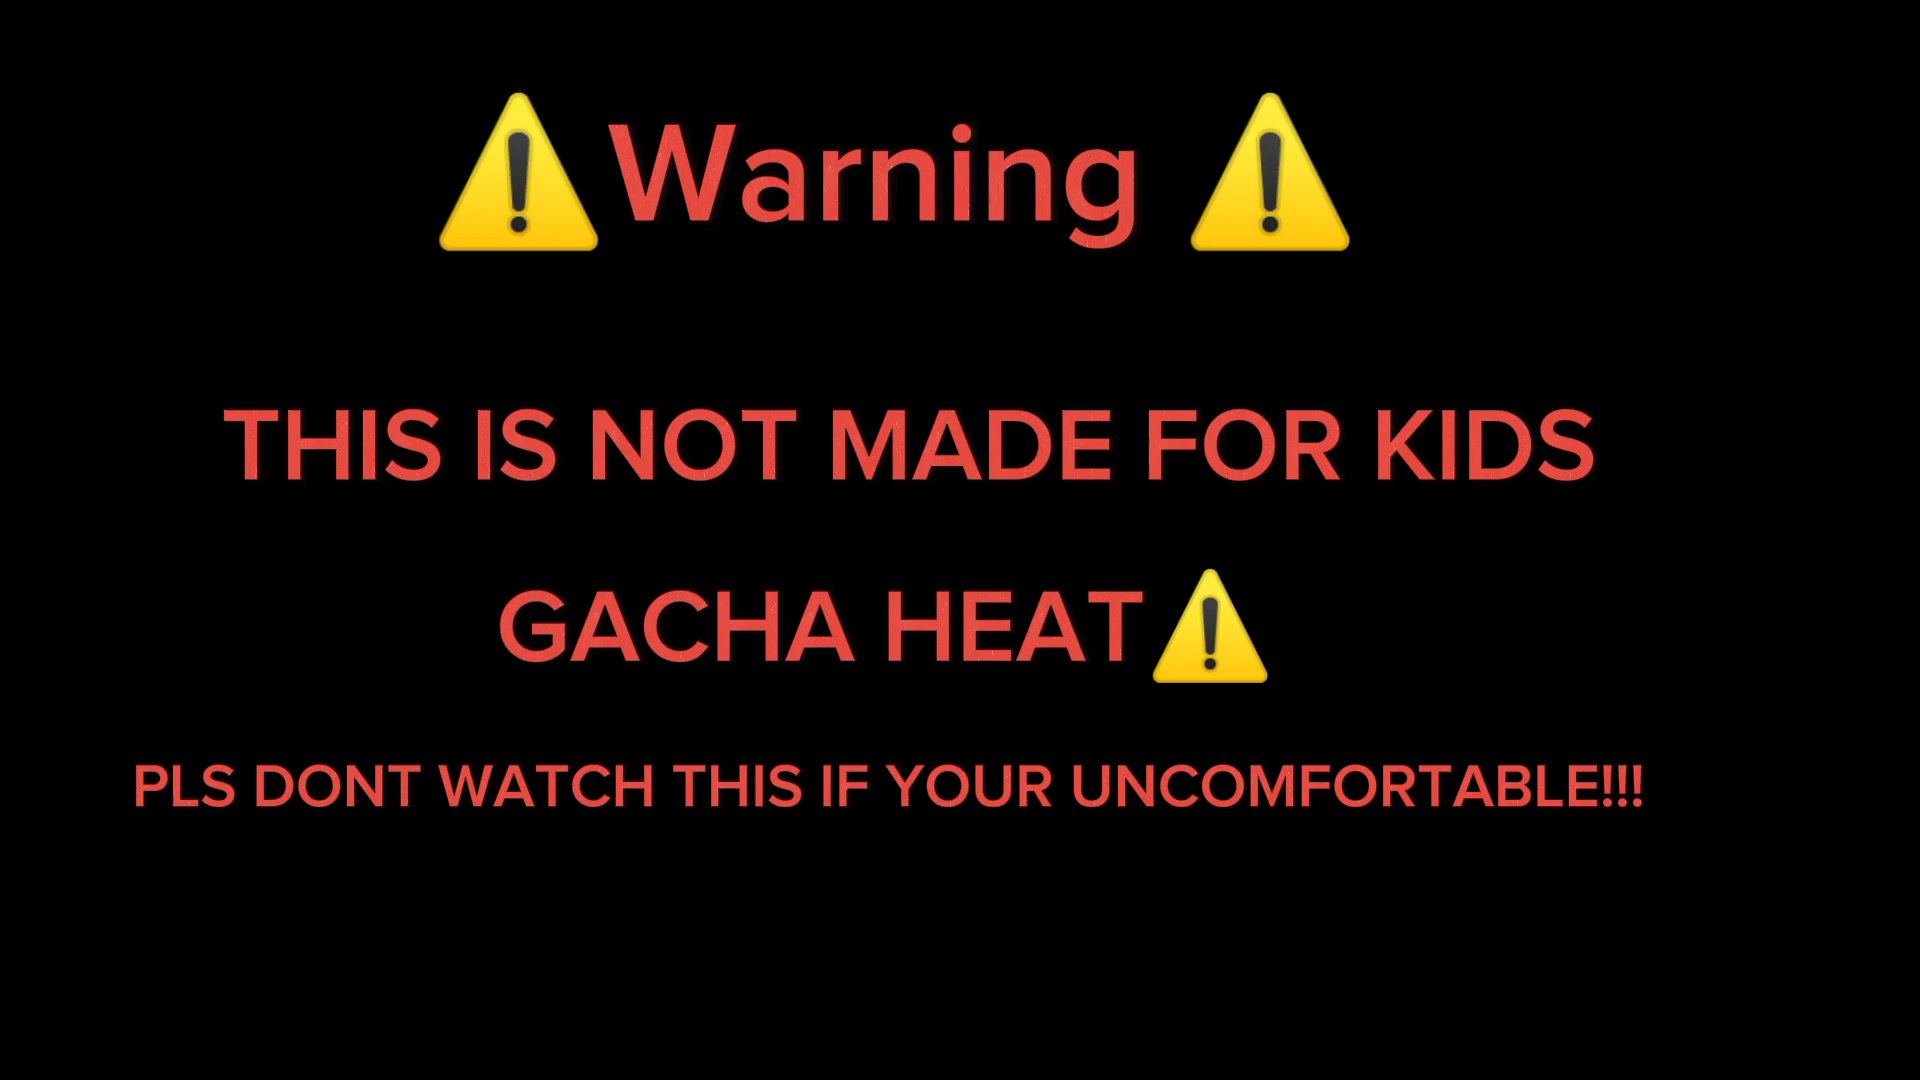 ⚠️Warning ⚠️
THIS IS NOT MADE FOR KIDS
GACHA HEAT⚠️
PLS DONT WATCH THIS IF YOUR UNCOMFORTABLE!!!